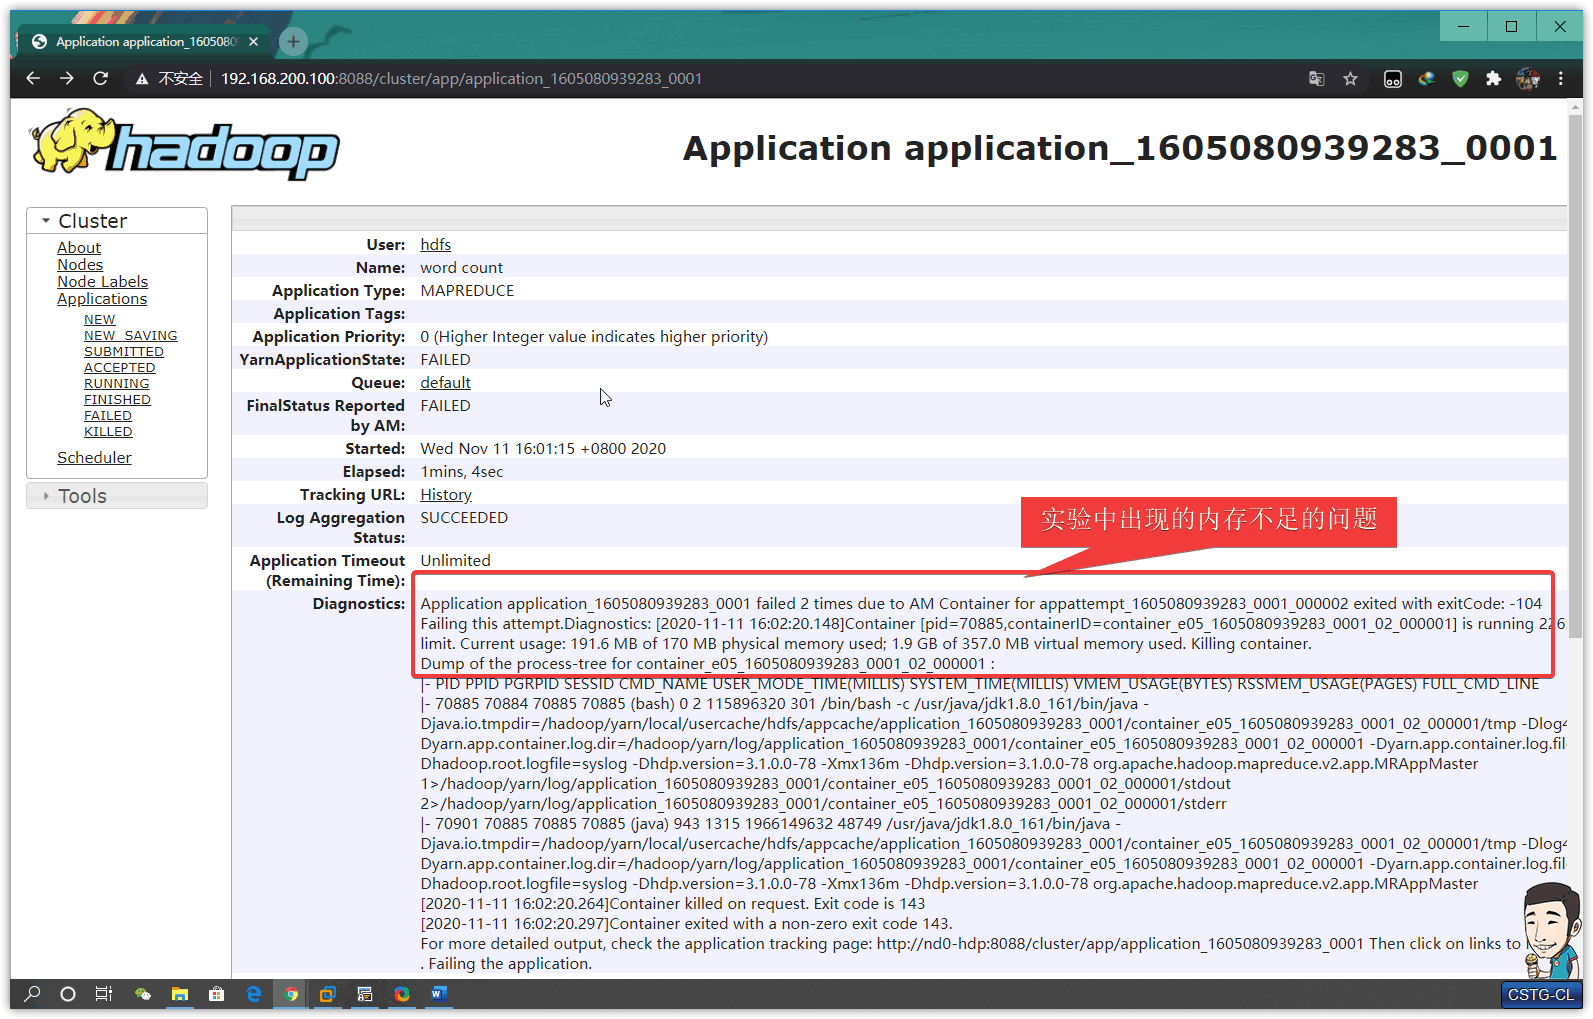 Application application_160508093
不安全
192.168.200.100:8088/cluster/app/application_1605080939283_0001
hadoop
Application application_1605080939283_0001
Cluster
About
Nodes
Node Labels
Applications
NEW
NEW_SAVING
SUBMITTED
ACCEPTED
RUNNING
FINISHED
FAILED
KILLED
Scheduler
Tools
User: hdfs
Name: word count
Application Type: MAPREDUCE
Application Tags:
Application Priority: 0 (Higher Integer value indicates higher priority)
YarnApplicationState: FAILED
Queue: default
FinalStatus Reported by AM: FAILED
Started: Wed Nov 11 16:01:15 +0800 2020
Elapsed: 1mins, 4sec
Tracking URL: History
Log Aggregation Status: SUCCEEDED
实验中出现的内存不足的问题
Application Timeout (Remaining Time): Unlimited
Diagnostics:
Application application_1605080939283_0001 failed 2 times due to AM Container for appattempt_1605080939283_0001_000002 exited with exitCode: -104
Failing this attempt.Diagnostics: [2020-11-11 16:02:20.148]Container [pid=70885,containerID=container_e05_1605080939283_0001_02_000001] is running 226
limit. Current usage: 191.6 MB of 170 MB physical memory used; 1.9 GB of 357.0 MB virtual memory used. Killing container.
Dump of the process-tree for container_e05_1605080939283_0001_02_000001 :
|- PID PPID PGRPID SESSID CMD_NAME USER_MODE_TIME(MILLIS) SYSTEM_TIME(MILLIS) VMEM_USAGE(BYTES) RSSMEM_USAGE(PAGES) FULL_CMD_LINE
|- 70885 70884 70885 70885 (bash) 0 2 115896320 301 /bin/bash -c /usr/java/jdk1.8.0_161/bin/java -
Djava.io.tmpdir=/hadoop/yarn/local/usercache/hdfs/appcache/application_1605080939283_0001/container_e05_1605080939283_0001_02_000001/tmp -Dlog4
Dyarn.app.container.log.dir=/hadoop/yarn/log/application_1605080939283_0001/container_e05_1605080939283_0001_02_000001 -Dyarn.app.container.log.fil
Dhadoop.root.logfile=syslog -Dhdp.version=3.1.0.0-78 -Xmx136m -Dhdp.version=3.1.0.0-78 org.apache.hadoop.mapreduce.v2.app.MRAppMaster
1>/hadoop/yarn/log/application_1605080939283_0001/container_e05_1605080939283_0001_02_000001/stdout
2>/hadoop/yarn/log/application_1605080939283_0001/container_e05_1605080939283_0001_02_000001/stderr
|- 70901 70885 70885 70885 (java) 943 1315 1966149632 48749 /usr/java/jdk1.8.0_161/bin/java -
Djava.io.tmpdir=/hadoop/yarn/local/usercache/hdfs/appcache/application_1605080939283_0001/container_e05_1605080939283_0001_02_000001/tmp -Dlog4
Dyarn.app.container.log.dir=/hadoop/yarn/log/application_1605080939283_0001/container_e05_1605080939283_0001_02_000001 -Dyarn.app.container.log.fil
Dhadoop.root.logfile=syslog -Dhdp.version=3.1.0.0-78 -Xmx136m -Dhdp.version=3.1.0.0-78 org.apache.hadoop.mapreduce.v2.app.MRAppMaster
[2020-11-11 16:02:20.264]Container killed on request. Exit code is 143
[2020-11-11 16:02:20.297]Container exited with a non-zero exit code 143.
For more detailed output, check the application tracking page: http://nd0-hdp:8088/cluster/app/application_1605080939283_0001 Then click on links to
. Failing the application.
CSTG-CL